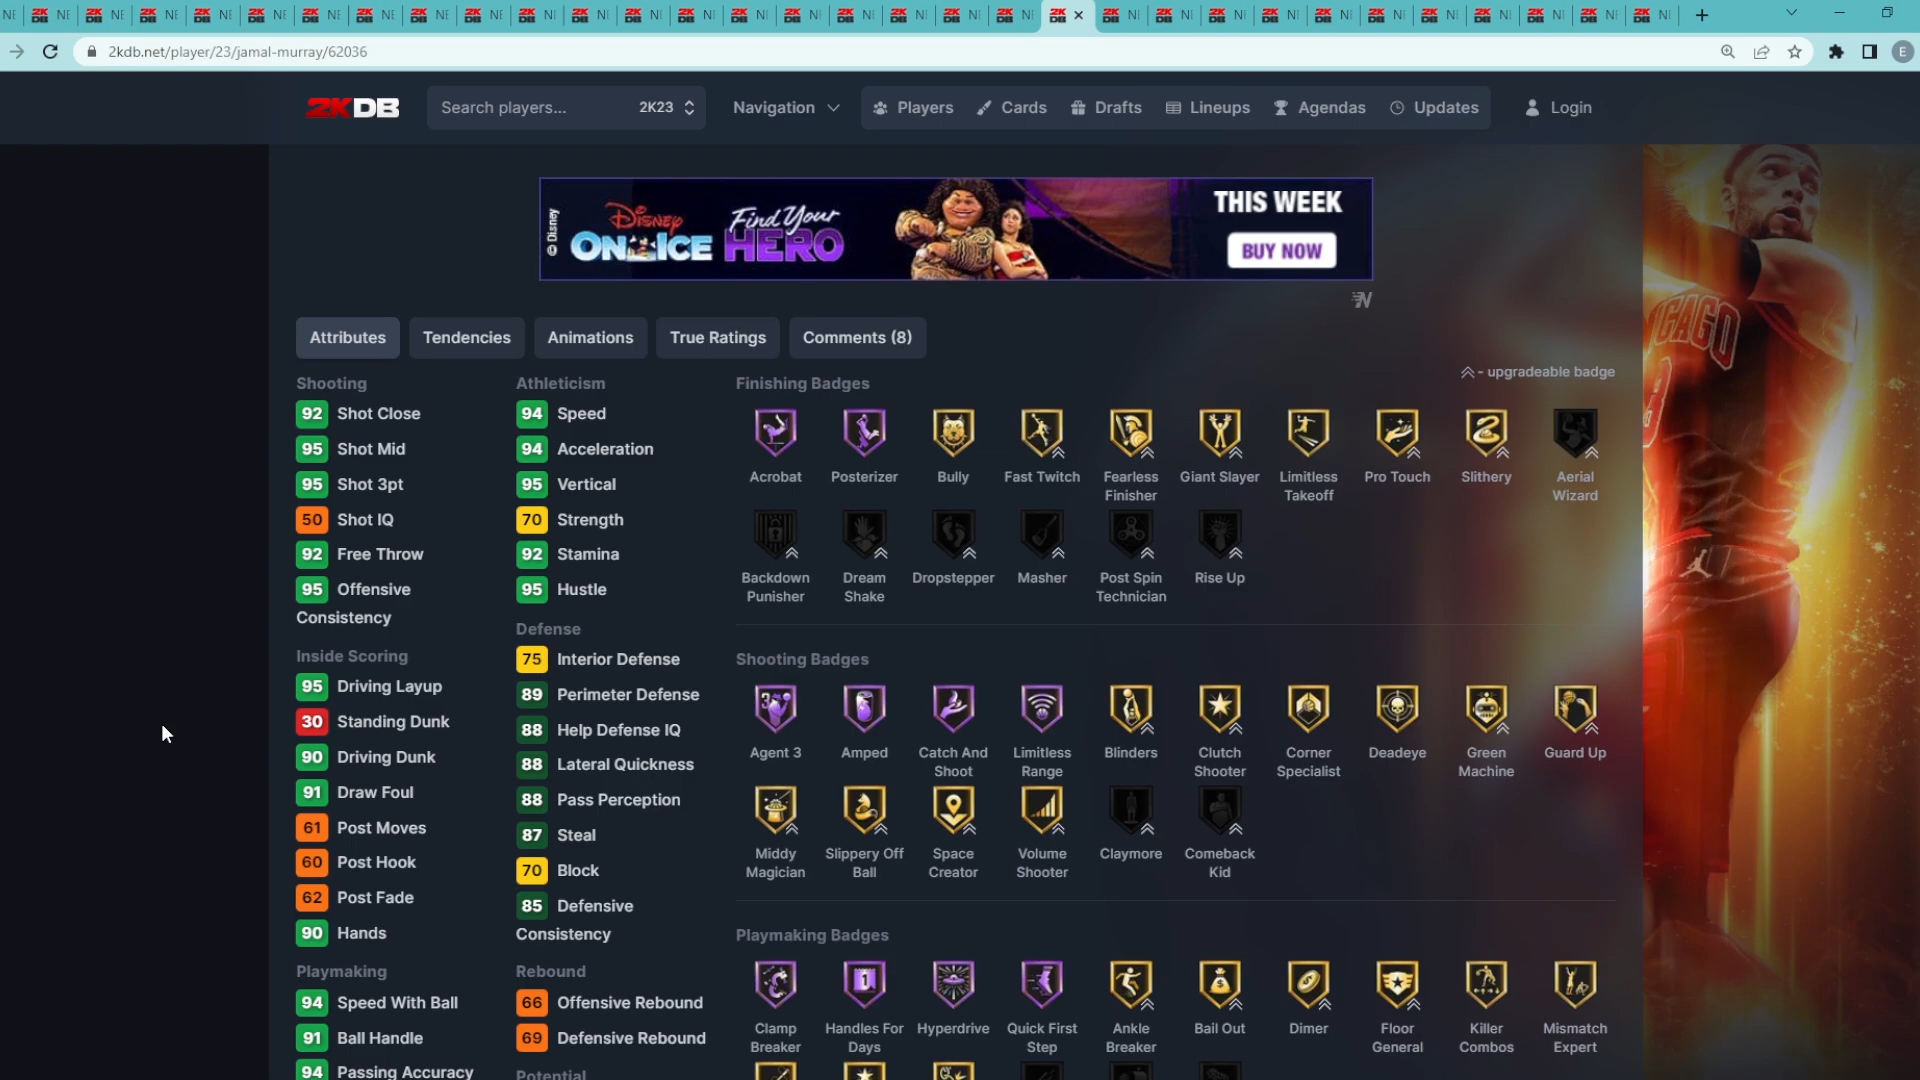 2kdb.net/player/23/jamal-murray/62036
E
2KDB
Search players...
2K23
Navigation
Players
Cards
Drafts
Lineups
Agendas
Updates
Login
© Disney
Disney
ON ICE
Find Your
HERO
THIS WEEK
BUY NOW
Attributes
Tendencies
Animations
True Ratings
Comments (8)
- upgradeable badge
Shooting
92 Shot Close
95 Shot Mid
95 Shot 3pt
50 Shot IQ
92 Free Throw
95 Offensive
Consistency
Inside Scoring
95 Driving Layup
30 Standing Dunk
90 Driving Dunk
91 Draw Foul
61 Post Moves
60 Post Hook
62 Post Fade
90 Hands
Playmaking
94 Speed With Ball
91 Ball Handle
94 Passing Accuracy
Athleticism
94 Speed
94 Acceleration
95 Vertical
70 Strength
92 Stamina
95 Hustle
Defense
75 Interior Defense
89 Perimeter Defense
88 Help Defense IQ
88 Lateral Quickness
88 Pass Perception
87 Steal
70 Block
85 Defensive
Consistency
Rebound
66 Offensive Rebound
69 Defensive Rebound
Potential
Finishing Badges
Acrobat
Posterizer
Bully
Fast Twitch
Fearless
Finisher
Giant Slayer
Limitless
Takeoff
Pro Touch
Slithery
Aerial
Wizard
Backdown
Punisher
Dream
Shake
Dropstepper
Masher
Post Spin
Technician
Rise Up
Shooting Badges
Agent 3
Amped
Catch And
Shoot
Limitless
Range
Blinders
Clutch
Shooter
Corner
Specialist
Deadeye
Green
Machine
Guard Up
Middy
Magician
Slippery Off
Ball
Space
Creator
Volume
Shooter
Claymore
Comeback
Kid
Playmaking Badges
Clamp
Breaker
Handles For
Days
Hyperdrive
Quick First
Step
Ankle
Breaker
Bail Out
Dimer
Floor
General
Killer
Combos
Mismatch
Expert